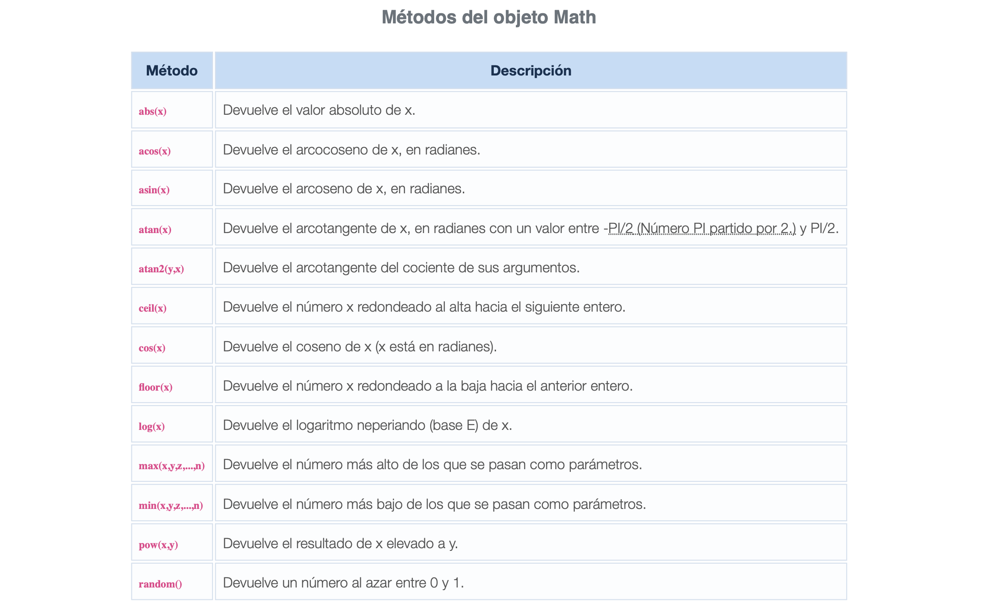 Métodos del objeto Math
Método Descripción
abs(x) Devuelve el valor absoluto de x.
acos(x) Devuelve el arcocoseno de x, en radianes.
asin(x) Devuelve el arcoseno de x, en radianes.
atan(x) Devuelve el arcotangente de x, en radianes con un valor entre -PI/2 (Número PI partido por 2.) y PI/2.
atan2(y,x) Devuelve el arcotangente del cociente de sus argumentos.
ceil(x) Devuelve el número x redondeado al alta hacia el siguiente entero.
cos(x) Devuelve el coseno de x (x está en radianes).
floor(x) Devuelve el número x redondeado a la baja hacia el anterior entero.
log(x) Devuelve el logaritmo neperiando (base E) de x.
max(x,y,z,...,n) Devuelve el número más alto de los que se pasan como parámetros.
min(x,y,z,...,n) Devuelve el número más bajo de los que se pasan como parámetros.
pow(x,y) Devuelve el resultado de x elevado a y.
random() Devuelve un número al azar entre 0 y 1.